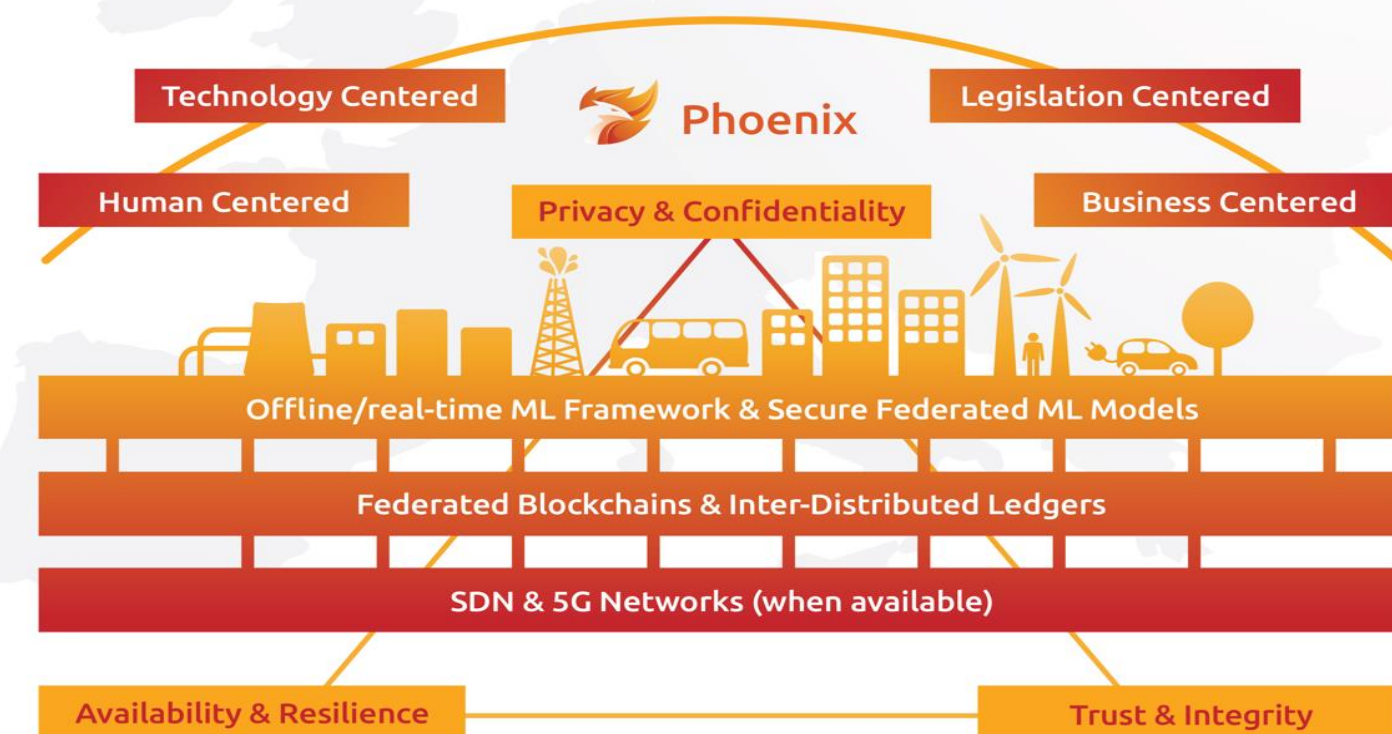 Technology Centered
Phoenix
Legislation Centered
Human Centered
Privacy & Confidentiality
Business Centered
Offline/real-time ML Framework & Secure Federated ML Models
Federated Blockchains & Inter-Distributed Ledgers
SDN & 5G Networks (when available)
Availability & Resilience
Trust & Integrity